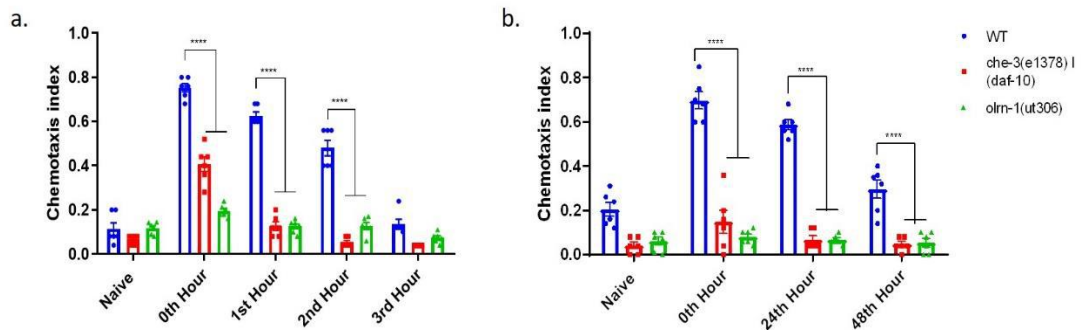 a.
Chemotaxis index
1.0
0.8
0.6
0.4
0.2
0.0
****
****
****
Naive
0th Hour
1st Hour
2nd Hour
3rd Hour
b.
Chemotaxis index
1.0
0.8
0.6
0.4
0.2
0.0
****
****
****
Naive
0th Hour
24th Hour
48th Hour
WT
che-3(e1378) I
(daf-10)
olrn-1(ut306)